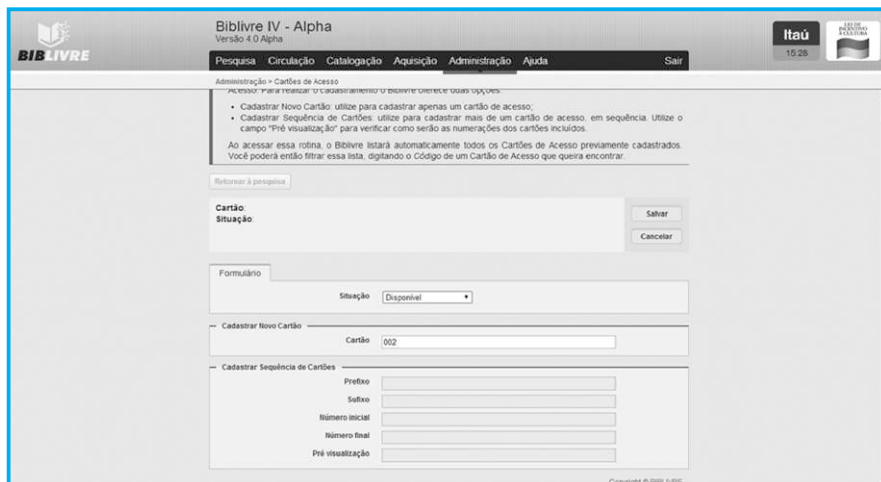 BIBLIVRE
Biblivre IV - Alpha
Versão 4.0 Alpha
Itaú
15:28
LEI DE
INCENTIVO
À CULTURA
Pesquisa Circulação Catalogação Aquisição Administração Ajuda Sair
Administração > Cartões de Acesso
Acesso. Para realizar o cadastramento o Biblivre oferece duas opções:
• Cadastrar Novo Cartão: utilize para cadastrar apenas um cartão de acesso;
• Cadastrar Sequência de Cartões: utilize para cadastrar mais de um cartão de acesso, em sequência. Utilize o
campo "Pré visualização" para verificar como serão as numerações dos cartões incluídos.
Ao acessar essa rotina, o Biblivre listará automaticamente todos os Cartões de Acesso previamente cadastrados.
Você poderá então filtrar essa lista, digitando o Código de um Cartão de Acesso que queira encontrar.
Retornar à pesquisa
Cartão:
Situação:
Salvar
Cancelar
Formulário
Situação Disponível
Cadastrar Novo Cartão
Cartão 002
Cadastrar Sequência de Cartões
Prefixo
Sufixo
Número inicial
Número final
Pré visualização
Copyright © BIBLIVRE